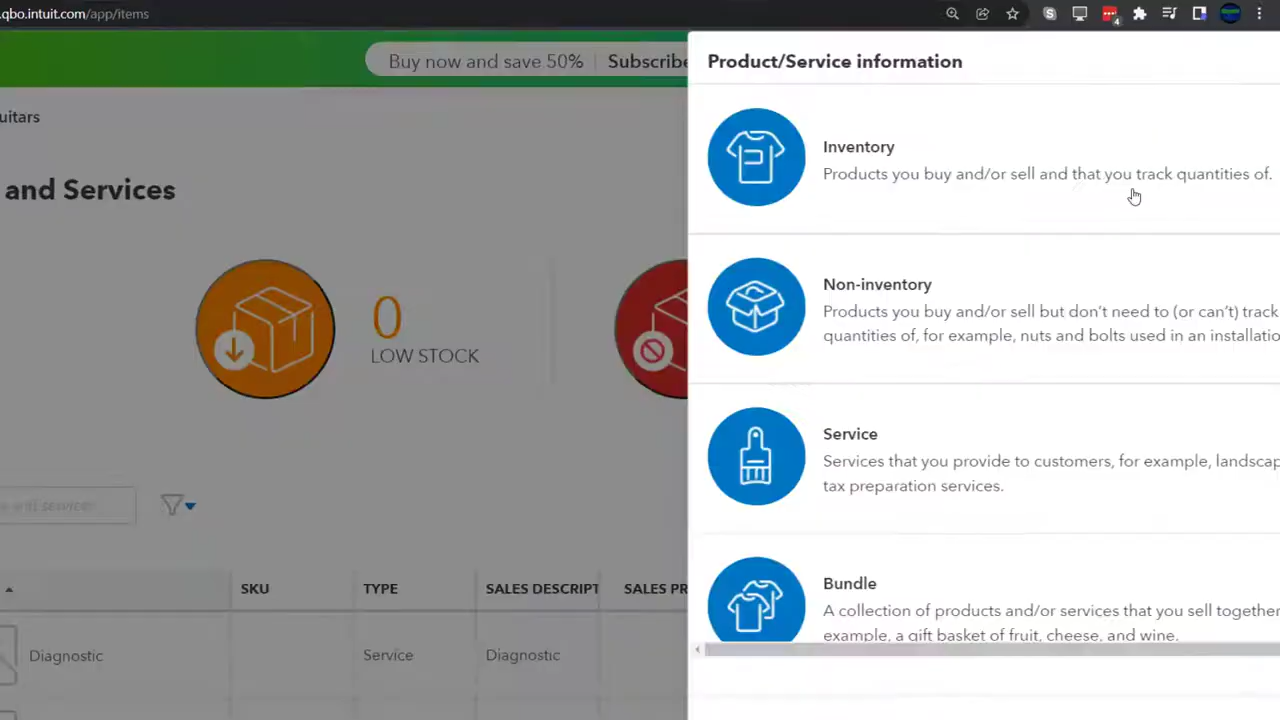 .qbo.intuit.com/app/items
4
Buy now and save 50%
Subscribe
Product/Service information
uitars
Inventory
Products you buy and/or sell and that you track quantities of.
and Services
0
LOW STOCK
Non-inventory
Products you buy and/or sell but don't need to (or can't) track
quantities of, for example, nuts and bolts used in an installatio
Service
Services that you provide to customers, for example, landscap
tax preparation services.
Bundle
A collection of products and/or services that you sell together
example, a gift basket of fruit, cheese, and wine.
SKU
TYPE
SALES DESCRIPT
SALES PR
Diagnostic
Service
Diagnostic